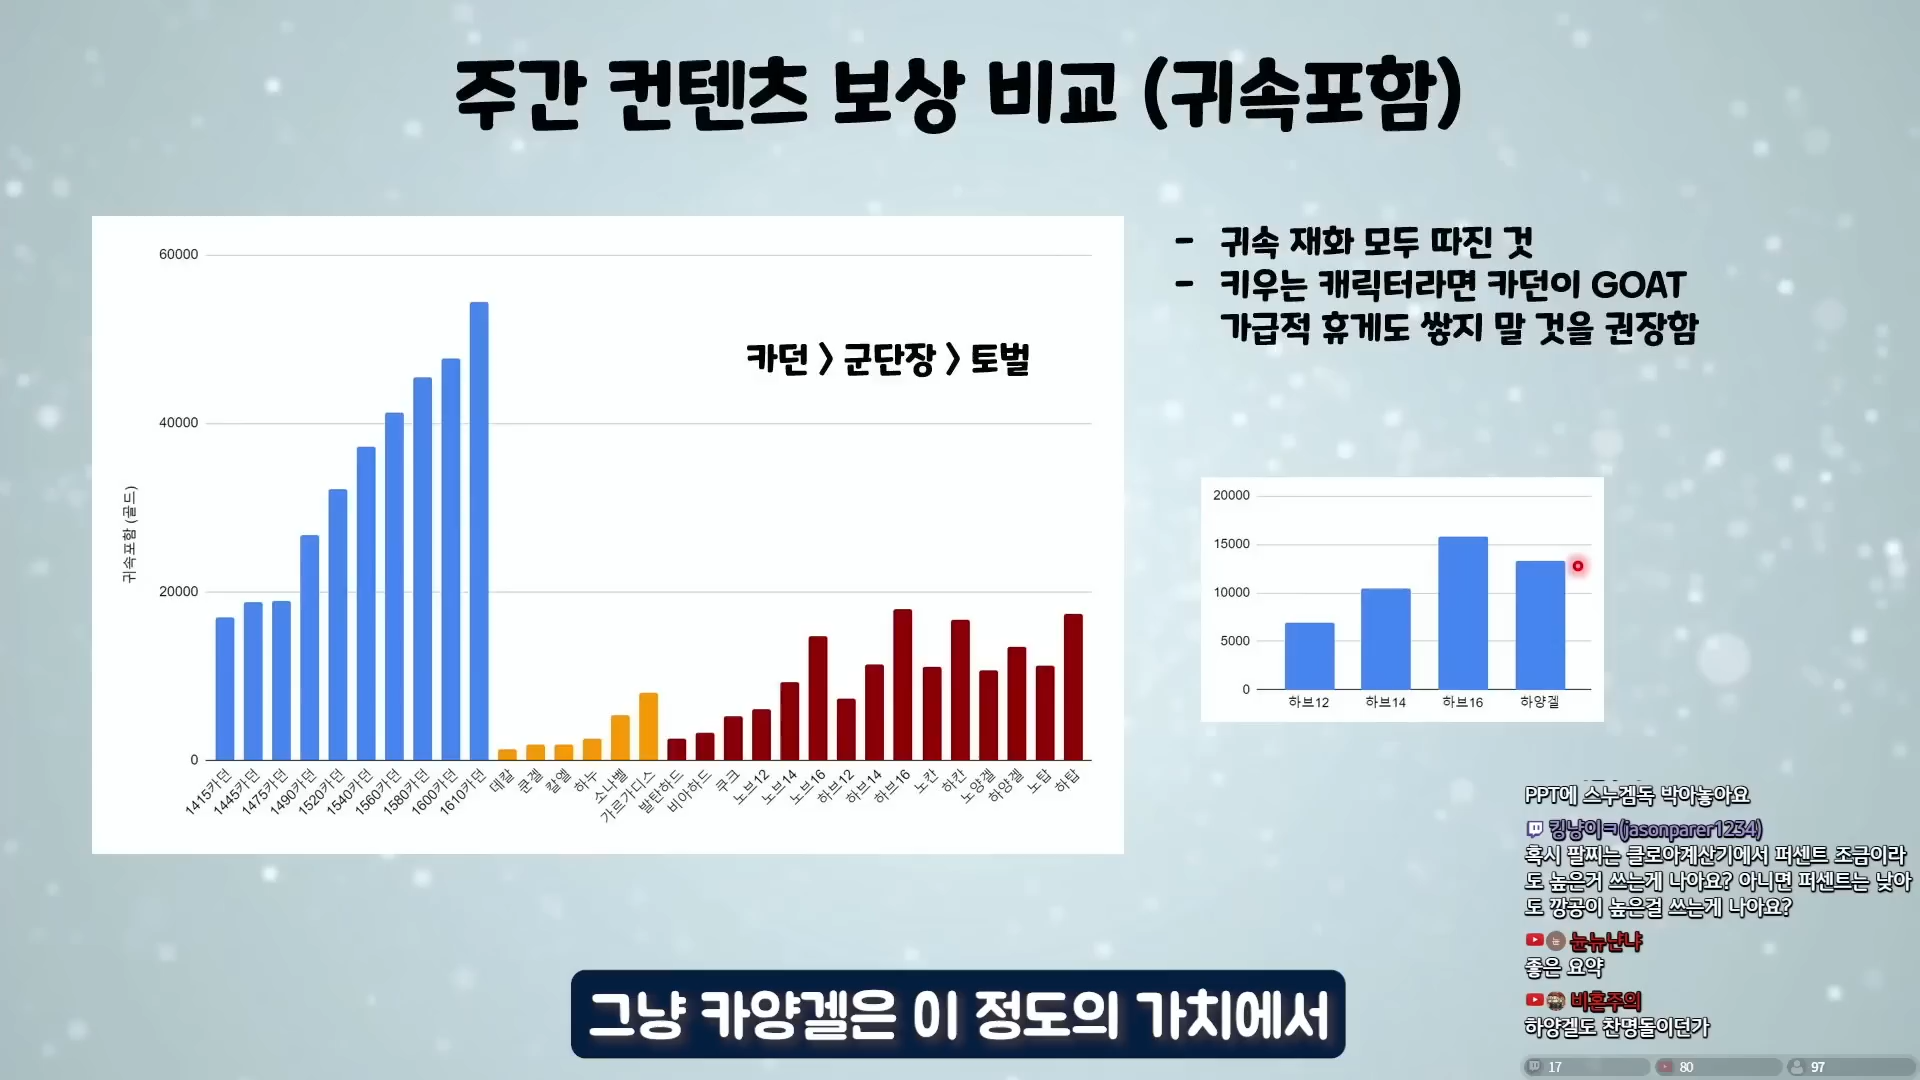 주간 컨텐츠 보상 비교 (귀속포함)
60000
40000
20000
0
귀속포함 (골드)
카던 > 군단장 > 토벌
1415카던
1445카던
1475카던
1490카던
1520카던
1540카던
1560카던
1580카던
1600카던
1610카던
데칼
쿤겔
칼엘
하누
소나벨
가르가디스
발탄하드
비아하드
쿠크
노브12
노브14
노브16
하브12
하브14
하브16
노칸
하칸
노양겔
하양겔
노탑
하탑
- 귀속 재화 모두 따진 것
- 키우는 캐릭터라면 카던이 GOAT
가급적 휴게도 쌓지 말 것을 권장함
20000
15000
10000
5000
0
하브12
하브14
하브16
하양겔
PPT에 스누겜독 박아놓아요
킹냥이ㅋ(jasonparer1234)
혹시 팔찌는 클로아계산기에서 퍼센트 조금이라
도 높은거 쓰는게 나아요? 아니면 퍼센트는 낮아
도 깡공이 높은걸 쓰는게 나아요?
눈뉴난냐
좋은 요약
비흔주의
하양겔도 찬명돌이던가
그냥 카양겔은 이 정도의 가치에서
17
80
97